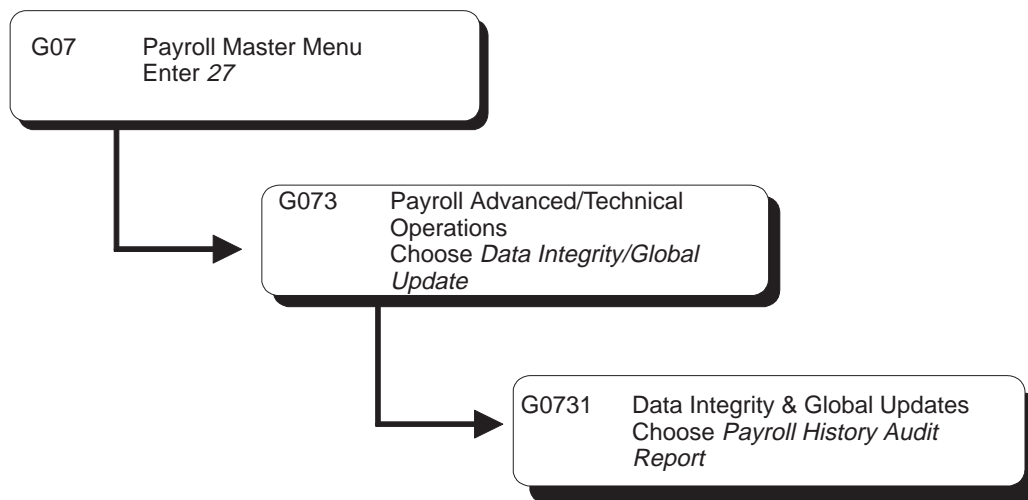 G07 Payroll Master Menu
Enter 27
G073 Payroll Advanced/Technical
Operations
Choose Data Integrity/Global
Update
G0731 Data Integrity & Global Updates
Choose Payroll History Audit
Report